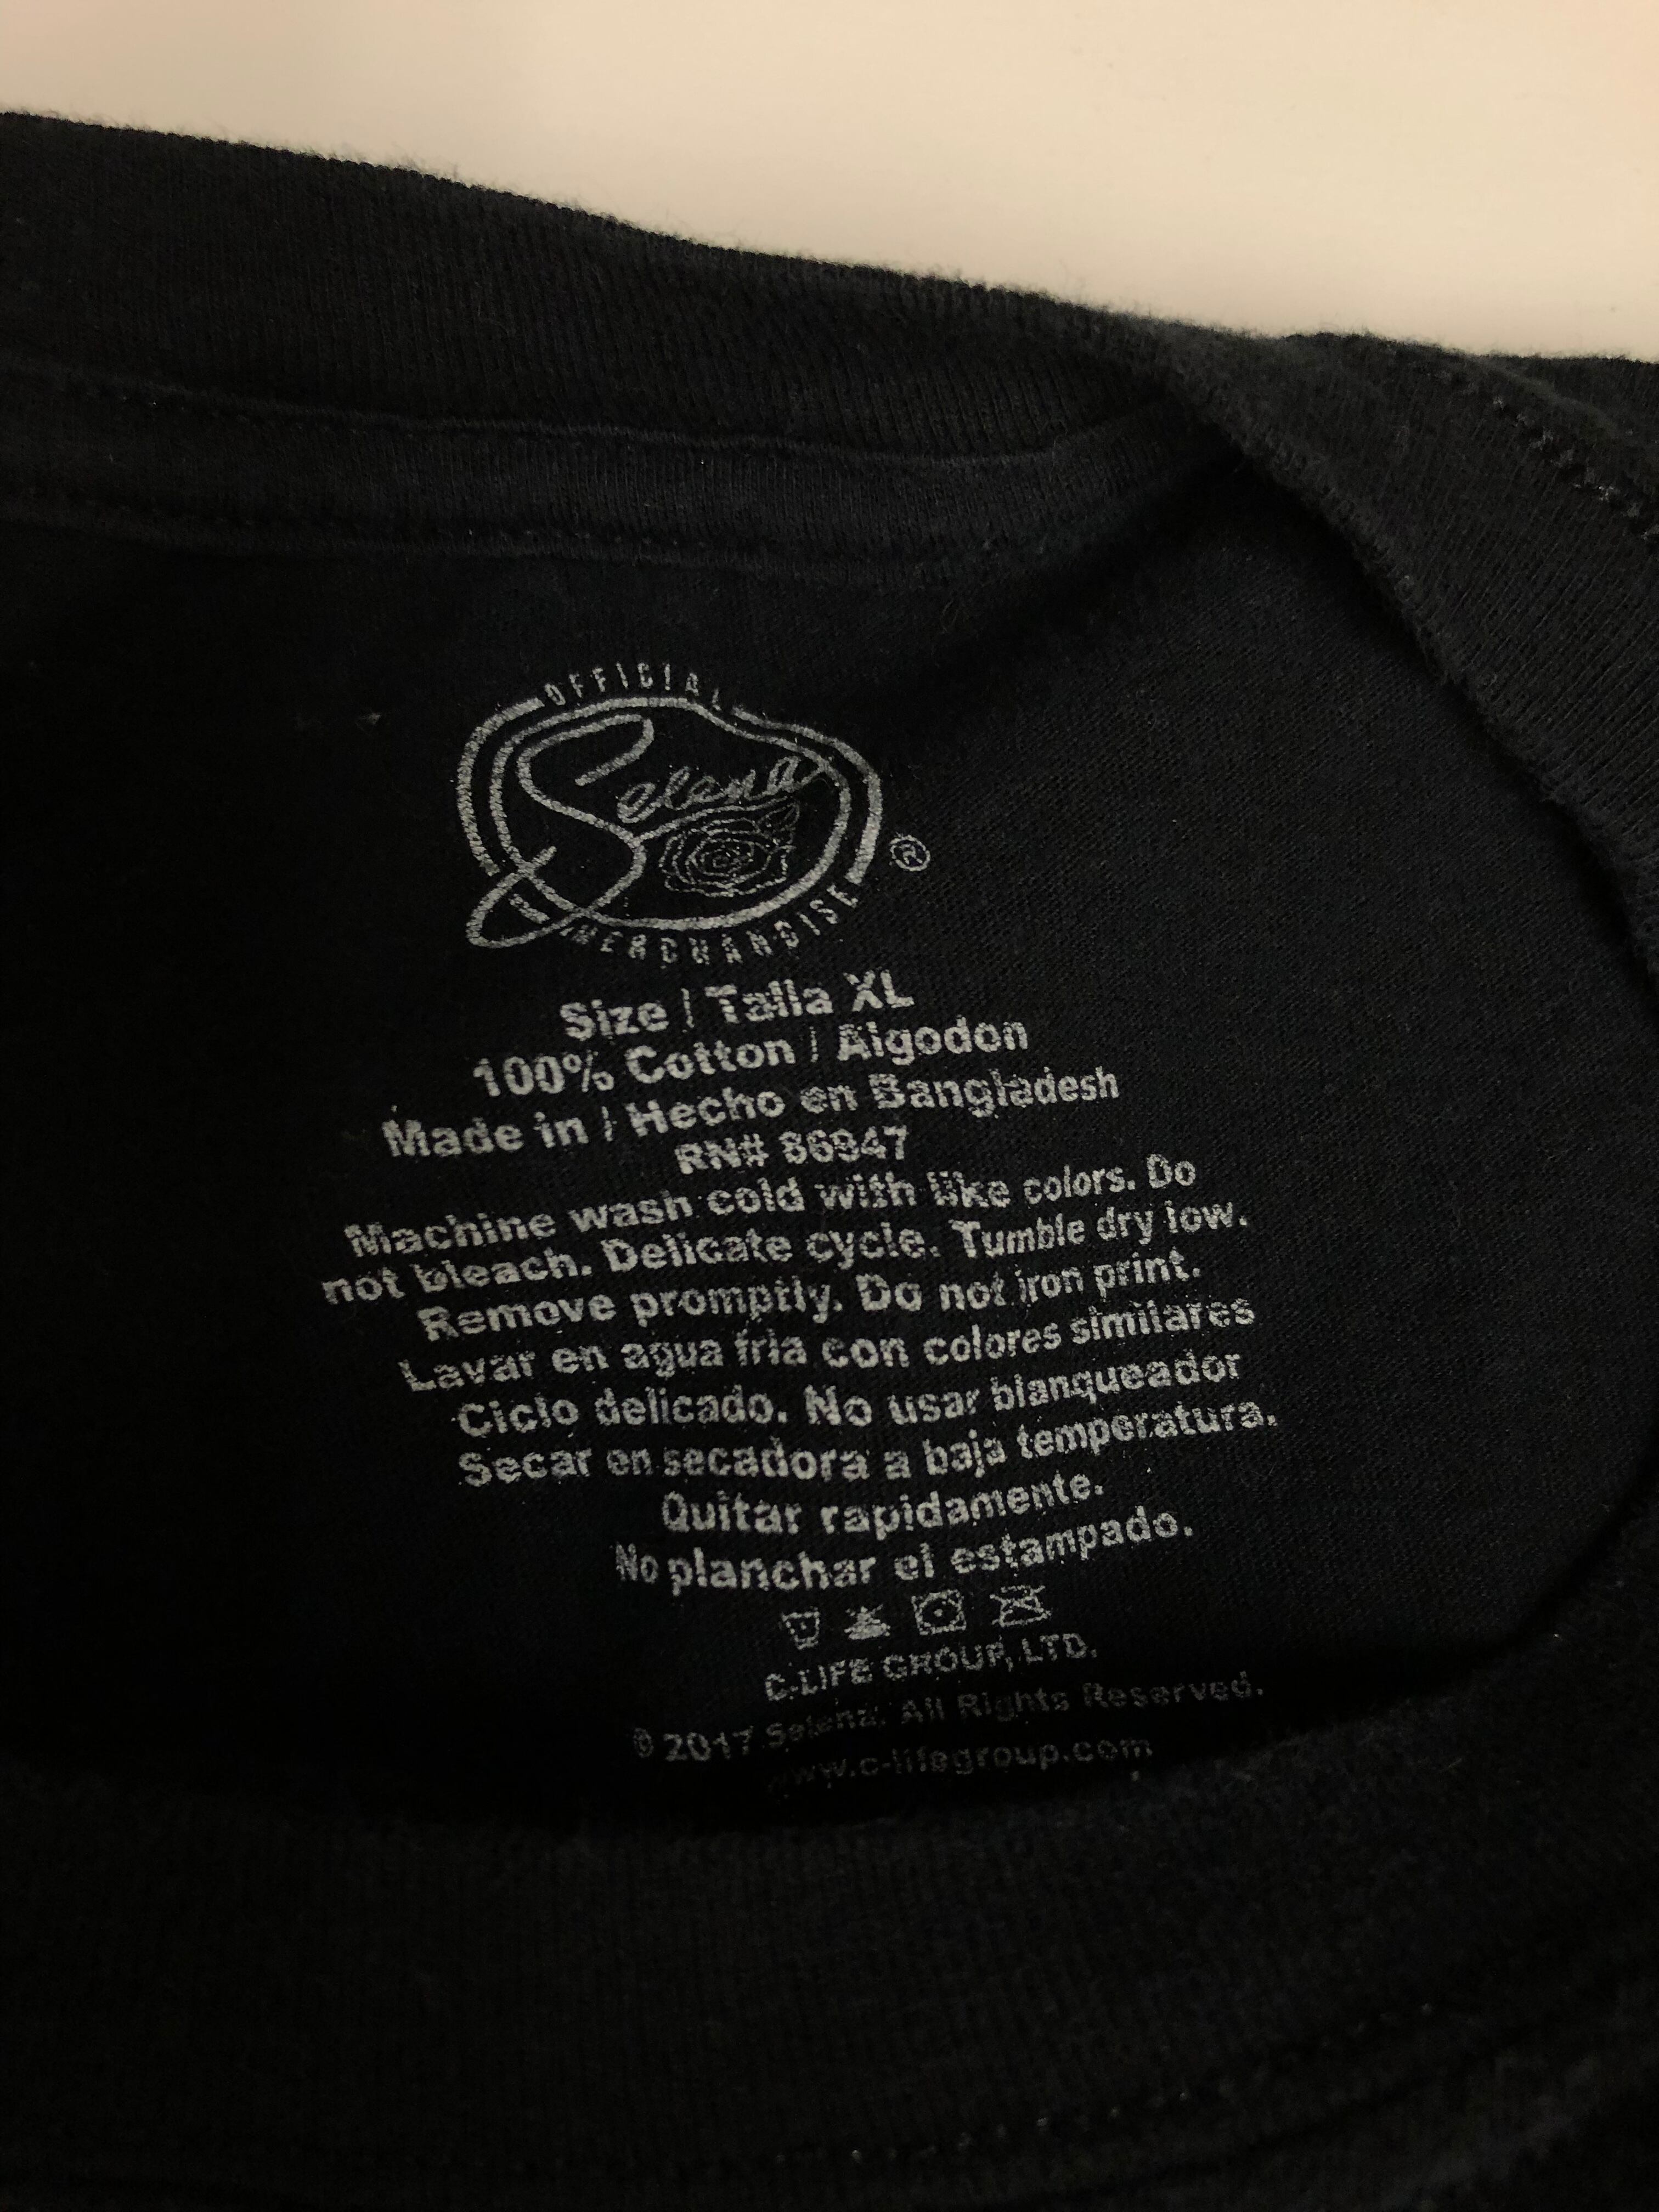 OFFICIAL
Selena
®
MERCHANDISE
Size / Talla XL
100% Cotton / Algodon
Made in / Hecho en Bangladesh
RN# 86947
Machine wash cold with like colors. Do
not bleach. Delicate cycle. Tumble dry low.
Remove promptly. Do not iron print.
Lavar en agua fria con colores similares
Ciclo delicado. No usar blanqueador
Secar en secadora a baja temperatura.
Quitar rapidamente.
No planchar el estampado.
C-LIFE GROUP, LTD.
© 2017 Selena. All Rights Reserved.
www.c-lifegroup.com